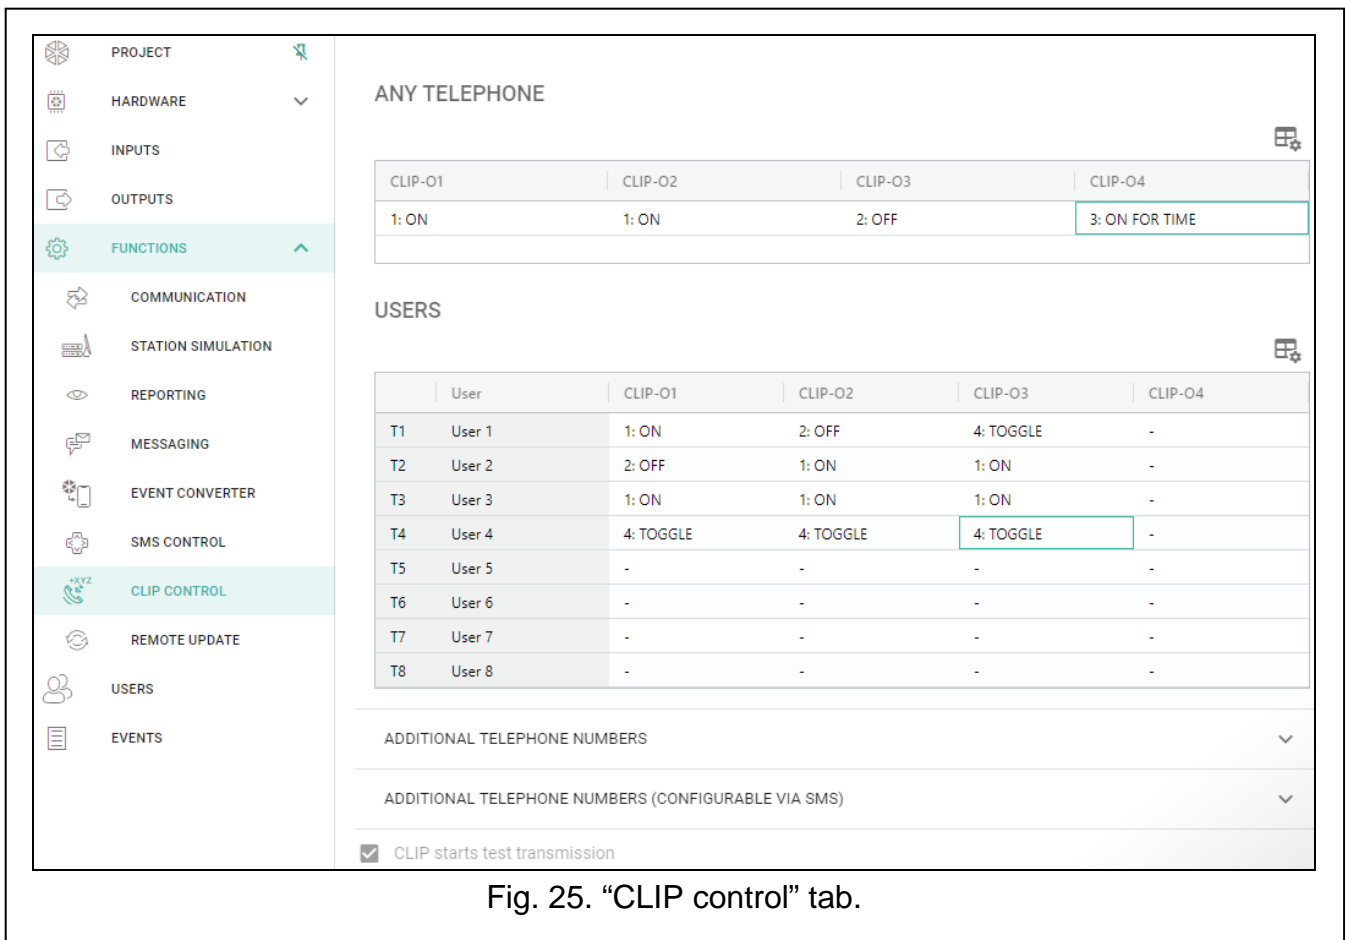 PROJECT
HARDWARE
INPUTS
OUTPUTS
FUNCTIONS
COMMUNICATION
STATION SIMULATION
REPORTING
MESSAGING
EVENT CONVERTER
SMS CONTROL
+XYZ
CLIP CONTROL
REMOTE UPDATE
USERS
EVENTS
ANY TELEPHONE
CLIP-O1 CLIP-O2 CLIP-O3 CLIP-O4
1: ON 1: ON 2: OFF 3: ON FOR TIME
USERS
User CLIP-O1 CLIP-O2 CLIP-O3 CLIP-O4
T1 User 1 1: ON 2: OFF 4: TOGGLE -
T2 User 2 2: OFF 1: ON 1: ON -
T3 User 3 1: ON 1: ON 1: ON -
T4 User 4 4: TOGGLE 4: TOGGLE 4: TOGGLE -
T5 User 5 - - - -
T6 User 6 - - - -
T7 User 7 - - - -
T8 User 8 - - - -
ADDITIONAL TELEPHONE NUMBERS
ADDITIONAL TELEPHONE NUMBERS (CONFIGURABLE VIA SMS)
CLIP starts test transmission
Fig. 25. “CLIP control” tab.